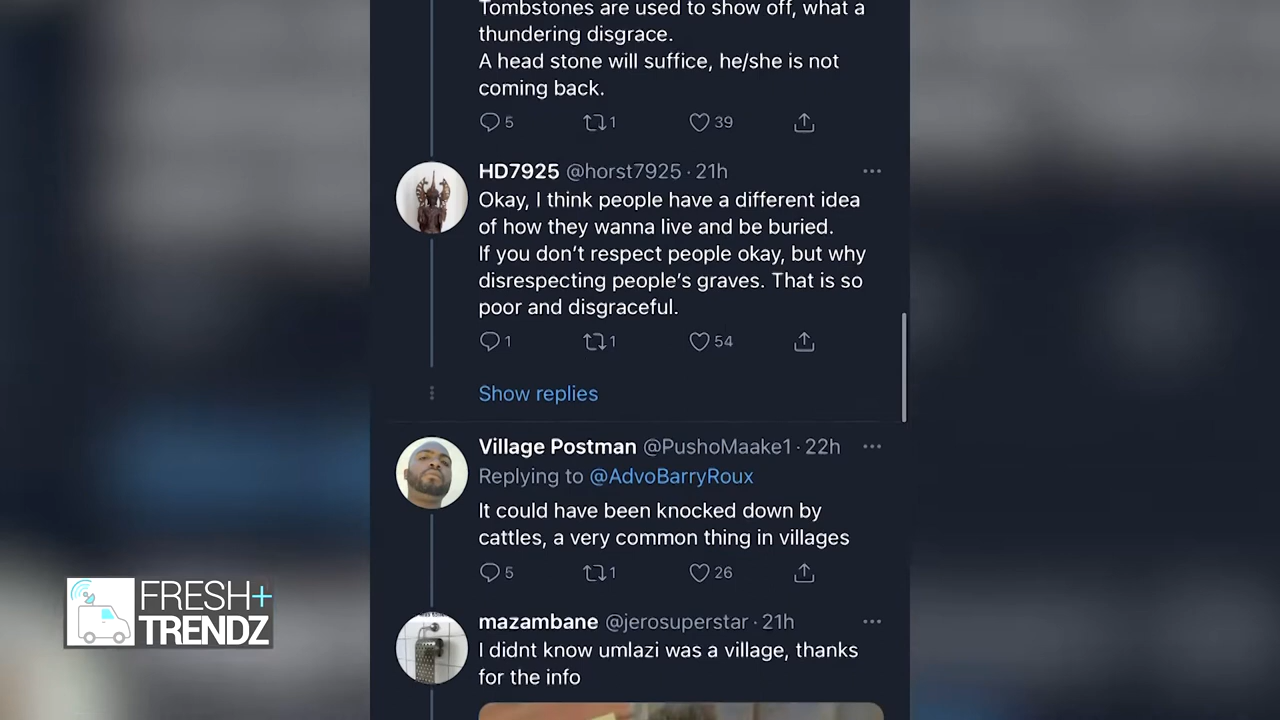 Tombstones are used to show off, what a
thundering disgrace.
A head stone will suffice, he/she is not
coming back.
5 1 39
HD7925 @horst7925 · 21h
Okay, I think people have a different idea
of how they wanna live and be buried.
If you don't respect people okay, but why
disrespecting people's graves. That is so
poor and disgraceful.
1 1 54
Show replies
Village Postman @PushoMaake1 · 22h
Replying to @AdvoBarryRoux
It could have been knocked down by
cattles, a very common thing in villages
5 1 26
mazambane @jerosuperstar · 21h
I didnt know umlazi was a village, thanks
for the info
FRESH+
TRENDZ